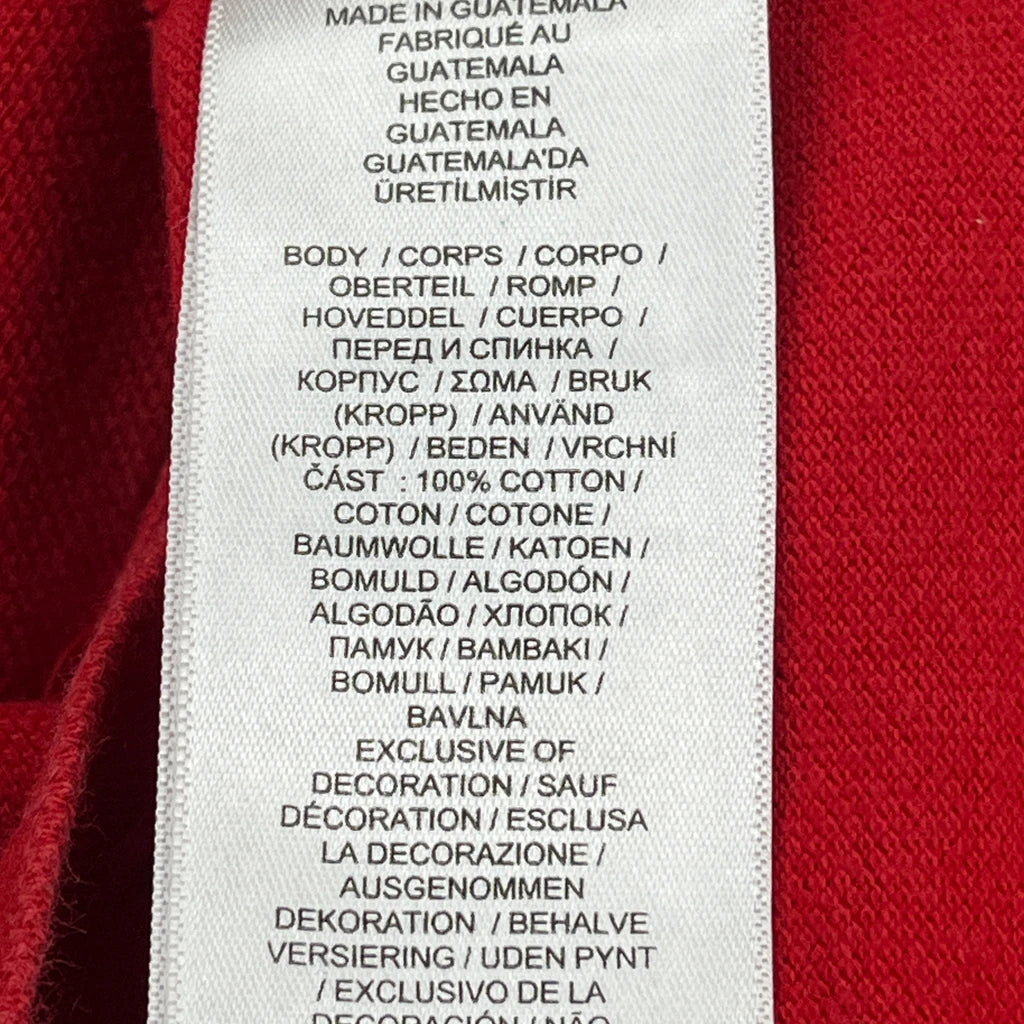 MADE IN GUATEMALA
FABRIQUÉ AU
GUATEMALA
HECHO EN
GUATEMALA
GUATEMALA'DA
ÜRETİLMİŞTİR
BODY / CORPS / CORPO /
OBERTEIL / ROMP /
HOVEDDEL / CUERPO /
ПЕРЕД И СПИНКА /
КОРПУС / ΣΩΜΑ / BRUK
(KROPP) / ANVÄND
(KROPP) / BEDEN / VRCHNÍ
ČÁST : 100% COTTON /
COTON / COTONE /
BAUMWOLLE / KATOEN /
BOMULD / ALGODÓN /
ALGODÃO / ХЛОПОК /
ПАМУК / BAMBAKI /
BOMULL / PAMUK /
BAVLNA
EXCLUSIVE OF
DECORATION / SAUF
DÉCORATION / ESCLUSA
LA DECORAZIONE /
AUSGENOMMEN
DEKORATION / BEHALVE
VERSIERING / UDEN PYNT
/ EXCLUSIVO DE LA
DECORACIÓN / NÃO